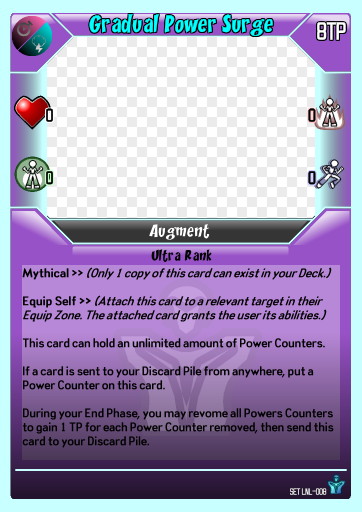 Gradual Power Surge
8TP
0
0
0
0
Augment
Ultra Rank
Mythical >> (Only 1 copy of this card can exist in your Deck.)
Equip Self >> (Attach this card to a relevant target in their
Equip Zone. The attached card grants the user its abilities.)
This card can hold an unlimited amount of Power Counters.
If a card is sent to your Discard Pile from anywhere, put a
Power Counter on this card.
During your End Phase, you may revome all Powers Counters
to gain 1 TP for each Power Counter removed, then send this
card to your Discard Pile.
SET LNL-008